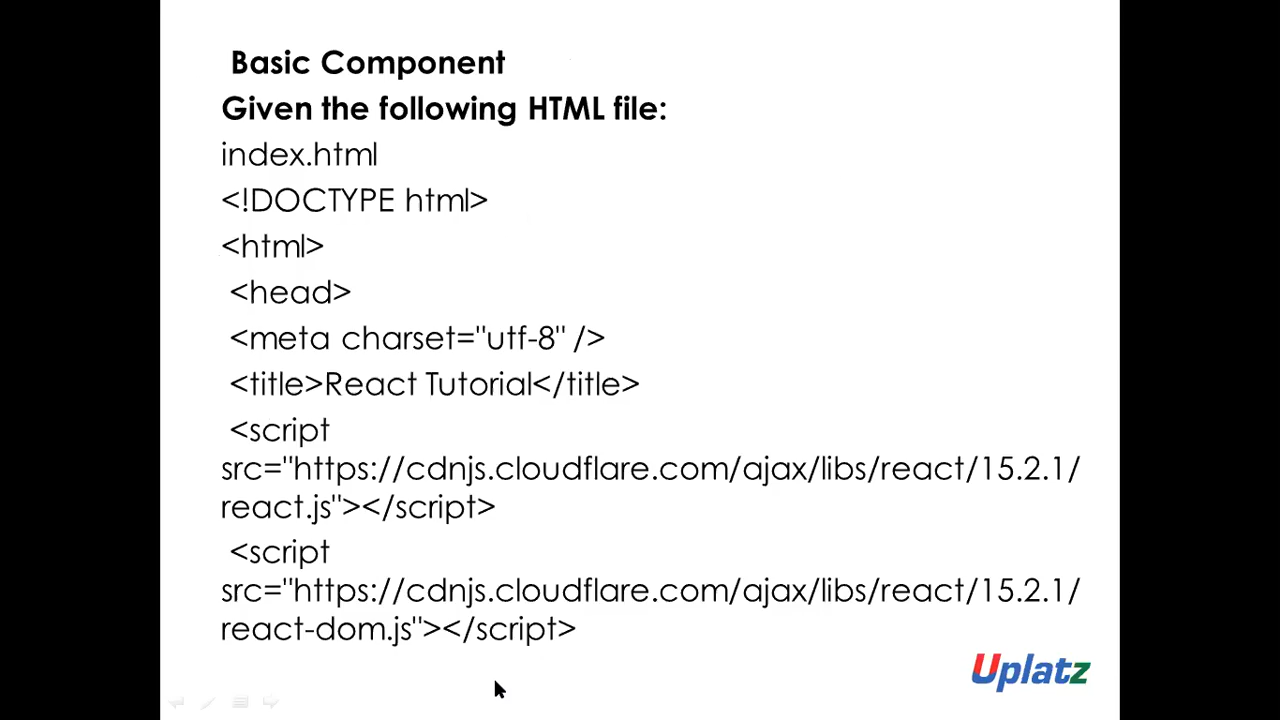 Basic Component
Given the following HTML file:
index.html
<!DOCTYPE html>
<html>
<head>
<meta charset="utf-8" />
<title>React Tutorial</title>
<script
src="https://cdnjs.cloudflare.com/ajax/libs/react/15.2.1/
react.js"></script>
<script
src="https://cdnjs.cloudflare.com/ajax/libs/react/15.2.1/
react-dom.js"></script>
Uplatz